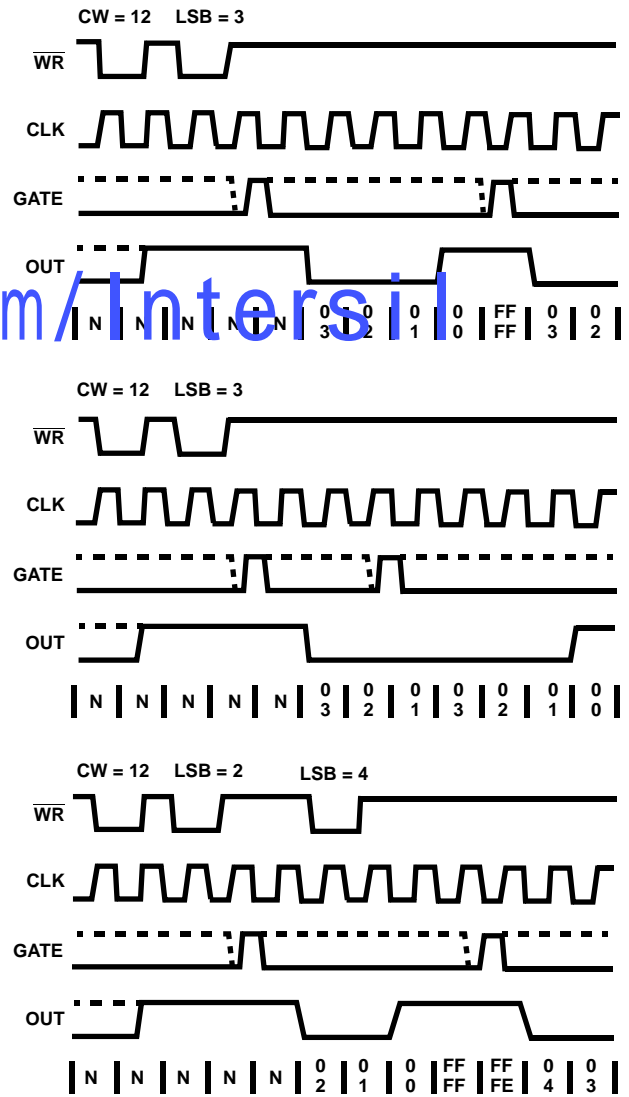 CW = 12 LSB = 3
WR
CLK
GATE
OUT
m/Intersil
N N N N N 0 0 0 0 FF 0 0
3 2 1 0 FF 3 2
CW = 12 LSB = 3
WR
CLK
GATE
OUT
N N N N N 0 0 0 0 0 0 0
3 2 1 3 2 1 0
CW = 12 LSB = 2 LSB = 4
WR
CLK
GATE
OUT
N N N N N 0 0 0 FF FF 0 0
2 1 0 FF FE 4 3